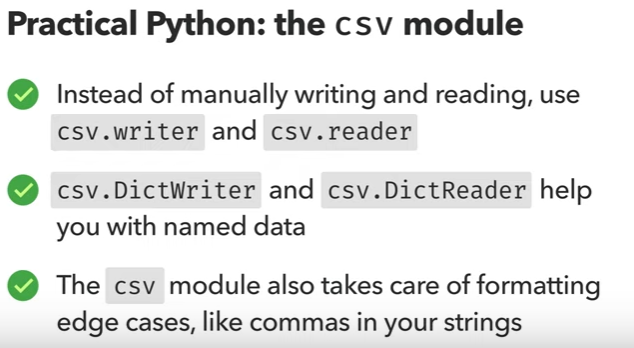 Practical Python: the csv module
Instead of manually writing and reading, use
csv.writer and csv.reader
csv.DictWriter and csv.DictReader help
you with named data
The csv module also takes care of formatting
edge cases, like commas in your strings